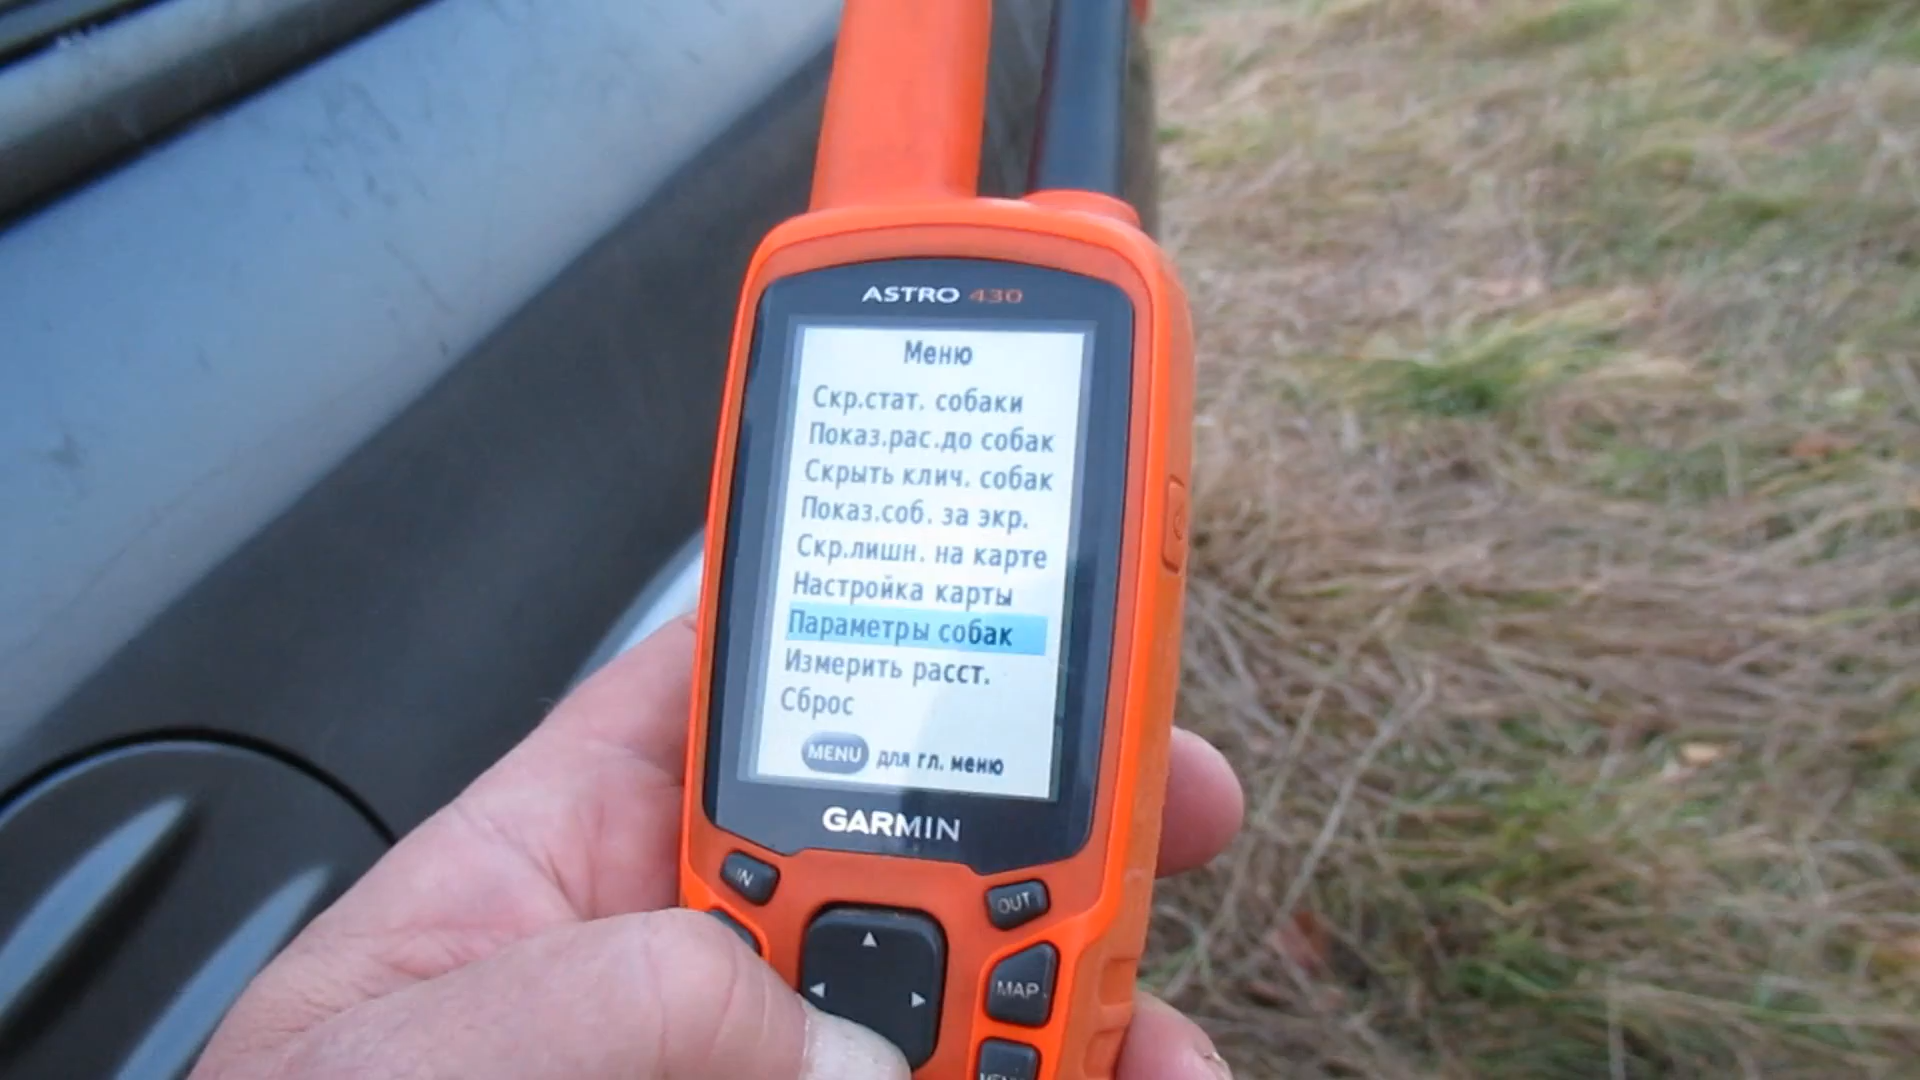 ASTRO 430
Меню
Скр.стат. собаки
Показ.рас.до собак
Скрыть клич. собак
Показ.соб. за экр.
Скр.лишн. на карте
Настройка карты
Параметры собак
Измерить расст.
Сброс
MENU для гл. меню
GARMIN
IN
OUT
MAP